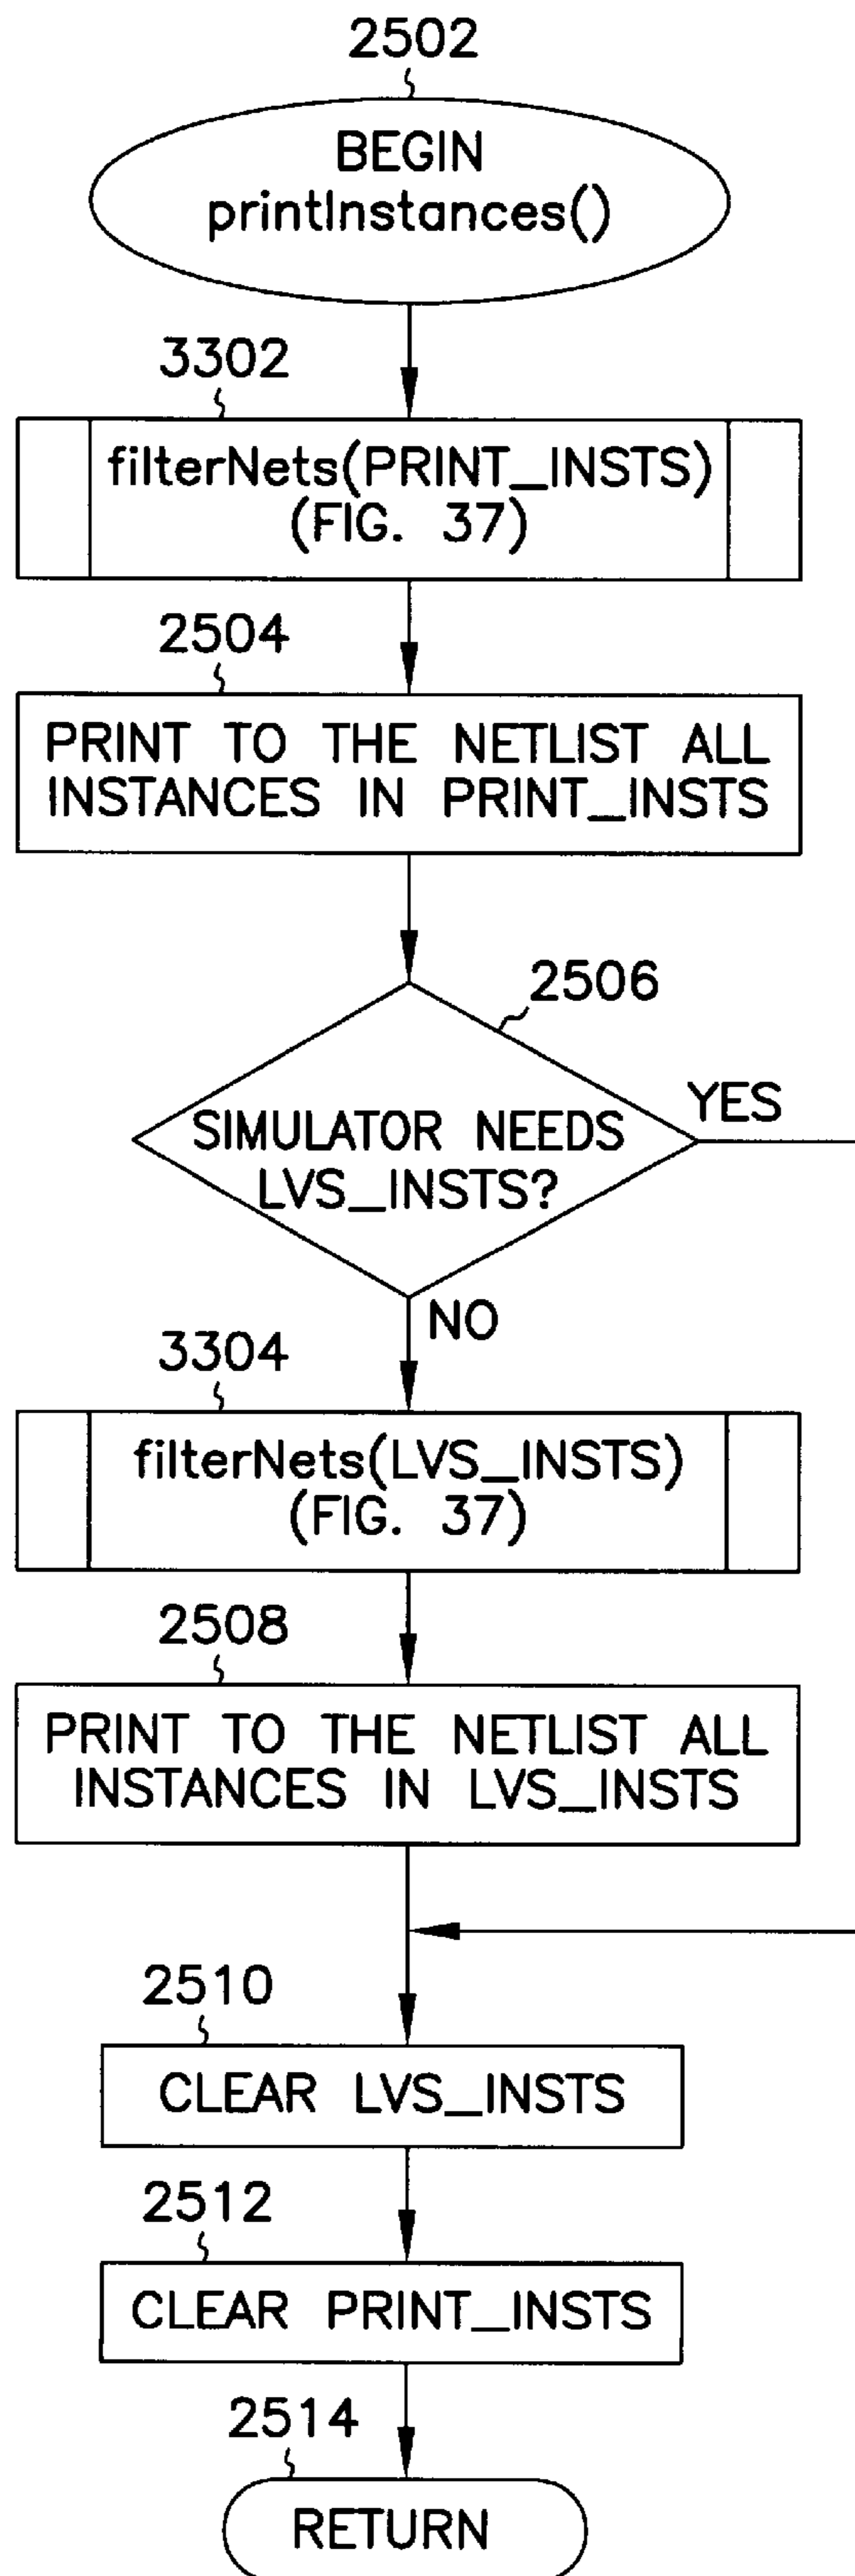 2502
BEGIN
printInstances()
3302
filterNets(PRINT_INSTS)
(FIG. 37)
2504
PRINT TO THE NETLIST ALL
INSTANCES IN PRINT_INSTS
2506
SIMULATOR NEEDS
LVS_INSTS?
YES
NO
3304
filterNets(LVS_INSTS)
(FIG. 37)
2508
PRINT TO THE NETLIST ALL
INSTANCES IN LVS_INSTS
2510
CLEAR LVS_INSTS
2512
CLEAR PRINT_INSTS
2514
RETURN